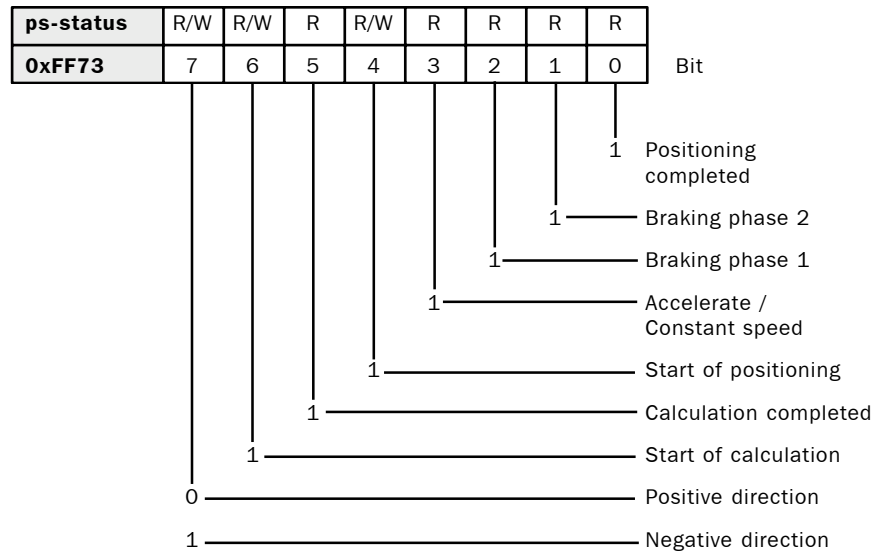 ps-status R/W R/W R R/W R R R R
0xFF73 7 6 5 4 3 2 1 0 Bit
1 Positioning
completed
1 Braking phase 2
1 Braking phase 1
1 Accelerate /
Constant speed
1 Start of positioning
1 Calculation completed
1 Start of calculation
0 Positive direction
1 Negative direction